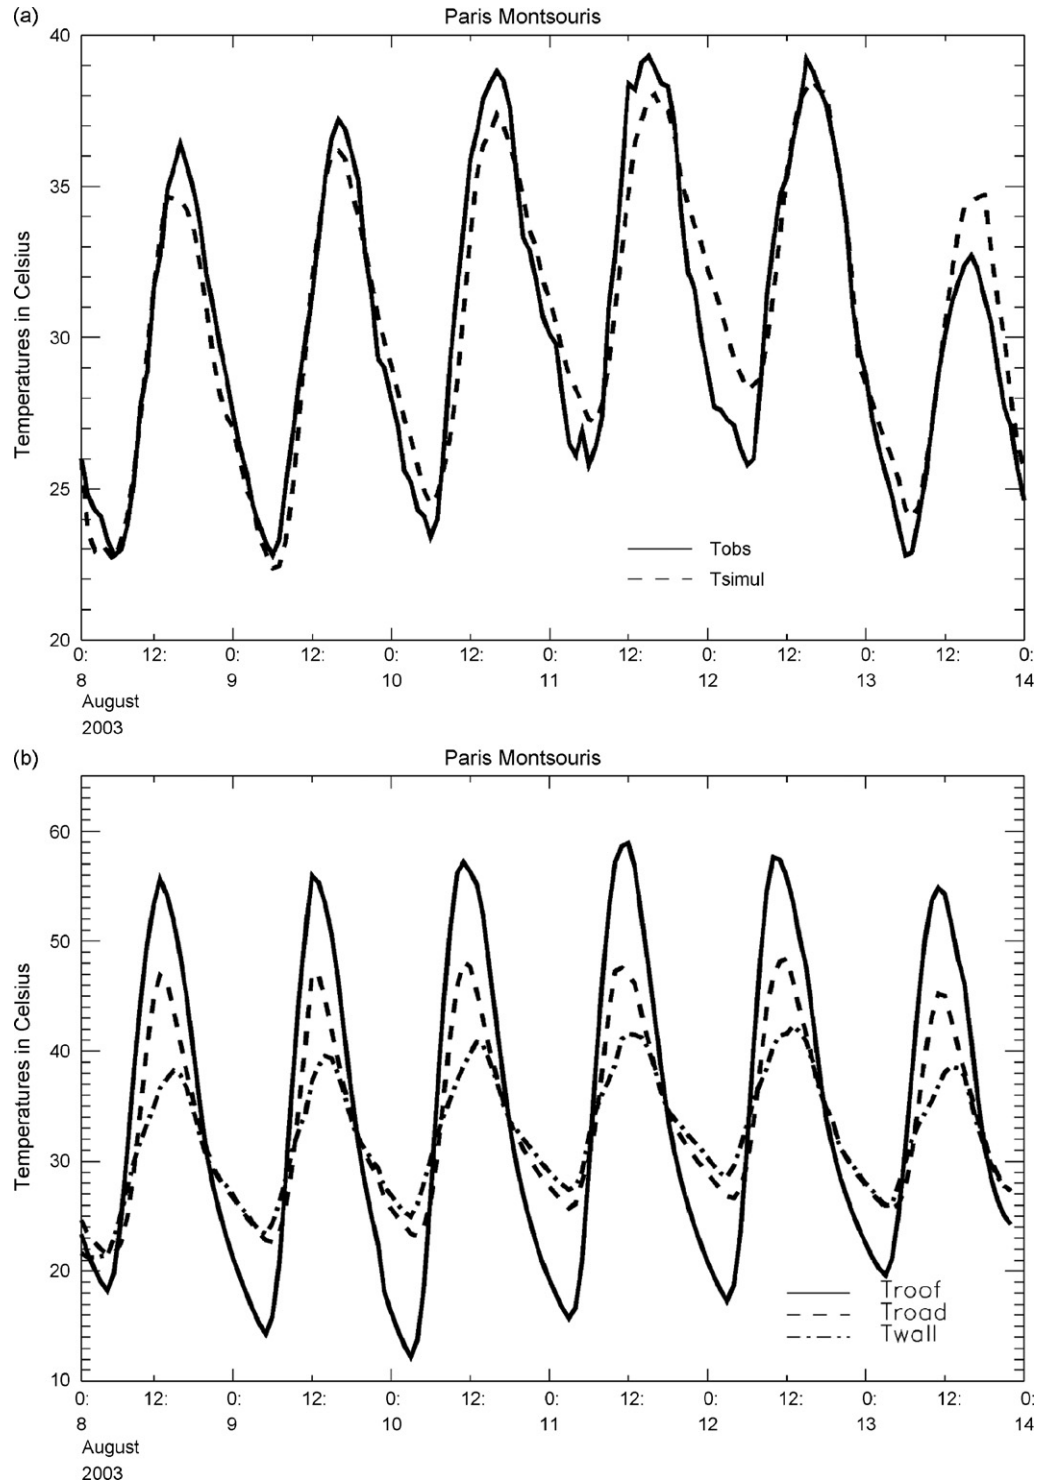 (a)
Paris Montsouris
40
35
30
25
20
Temperatures in Celsius
Tobs
Tsimul
0: 12: 0: 12: 0: 12: 0: 12: 0: 12: 0: 12: 0:
8 9 10 11 12 13 14
August
2003
(b)
Paris Montsouris
60
50
40
30
20
10
Temperatures in Celsius
Troof
Troad
Twall
0: 12: 0: 12: 0: 12: 0: 12: 0: 12: 0: 12: 0:
8 9 10 11 12 13 14
August
2003